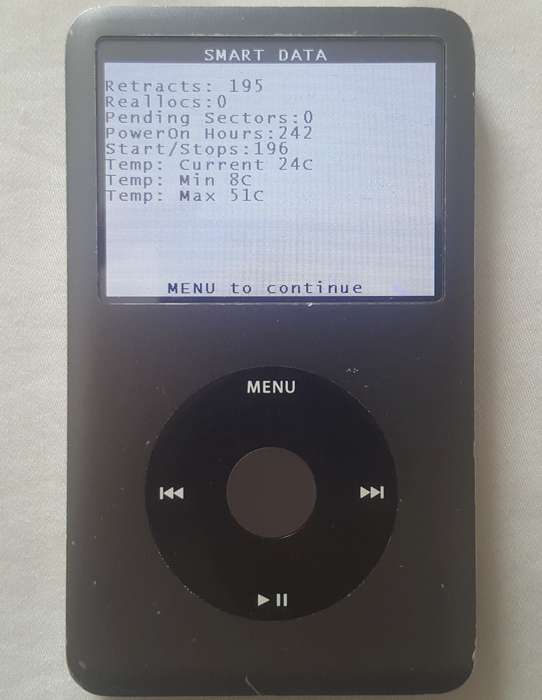 SMART DATA
Retracts: 195
Reallocs:0
Pending Sectors:0
PowerOn Hours:242
Start/Stops:196
Temp: Current 24C
Temp: Min 8C
Temp: Max 51C
MENU to continue
MENU